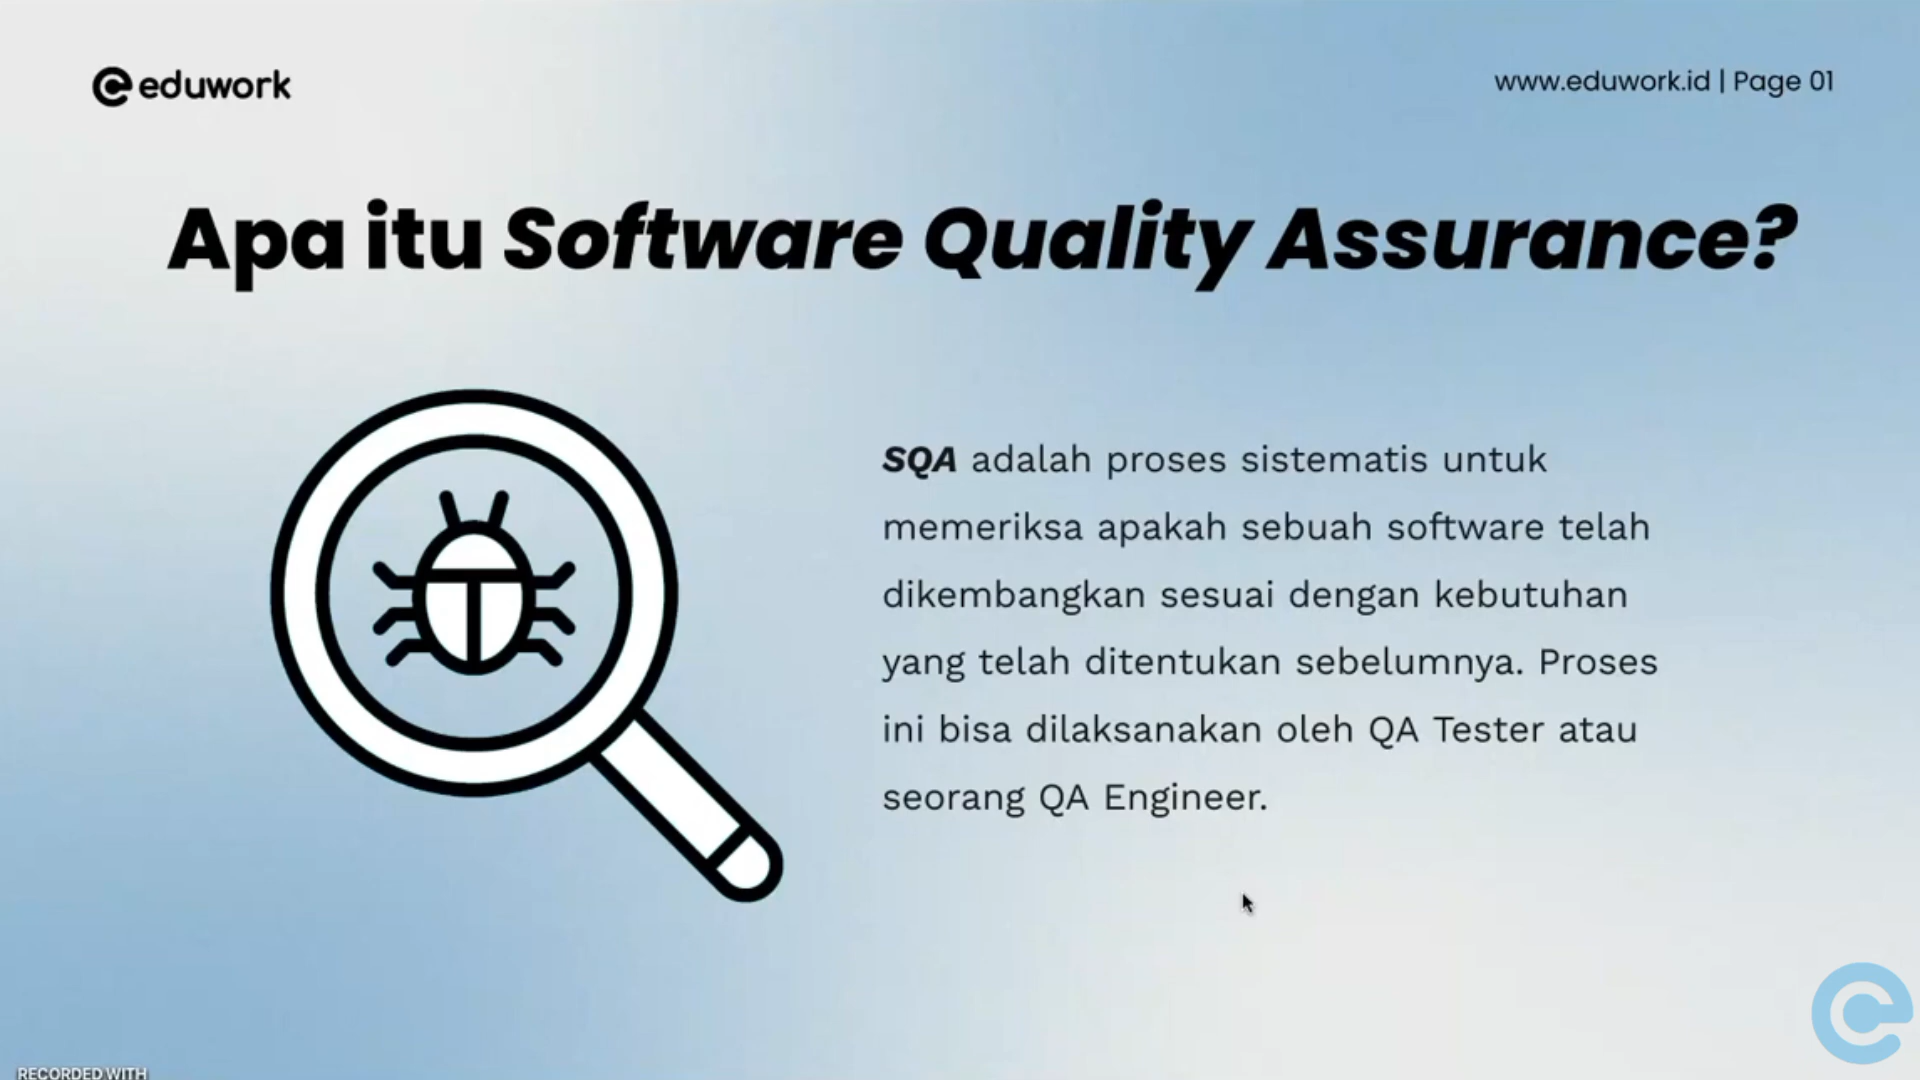 eduwork
www.eduwork.id | Page 01
Apa itu Software Quality Assurance?
SQA adalah proses sistematis untuk
memeriksa apakah sebuah software telah
dikembangkan sesuai dengan kebutuhan
yang telah ditentukan sebelumnya. Proses
ini bisa dilaksanakan oleh QA Tester atau
seorang QA Engineer.
RECORDED WITH